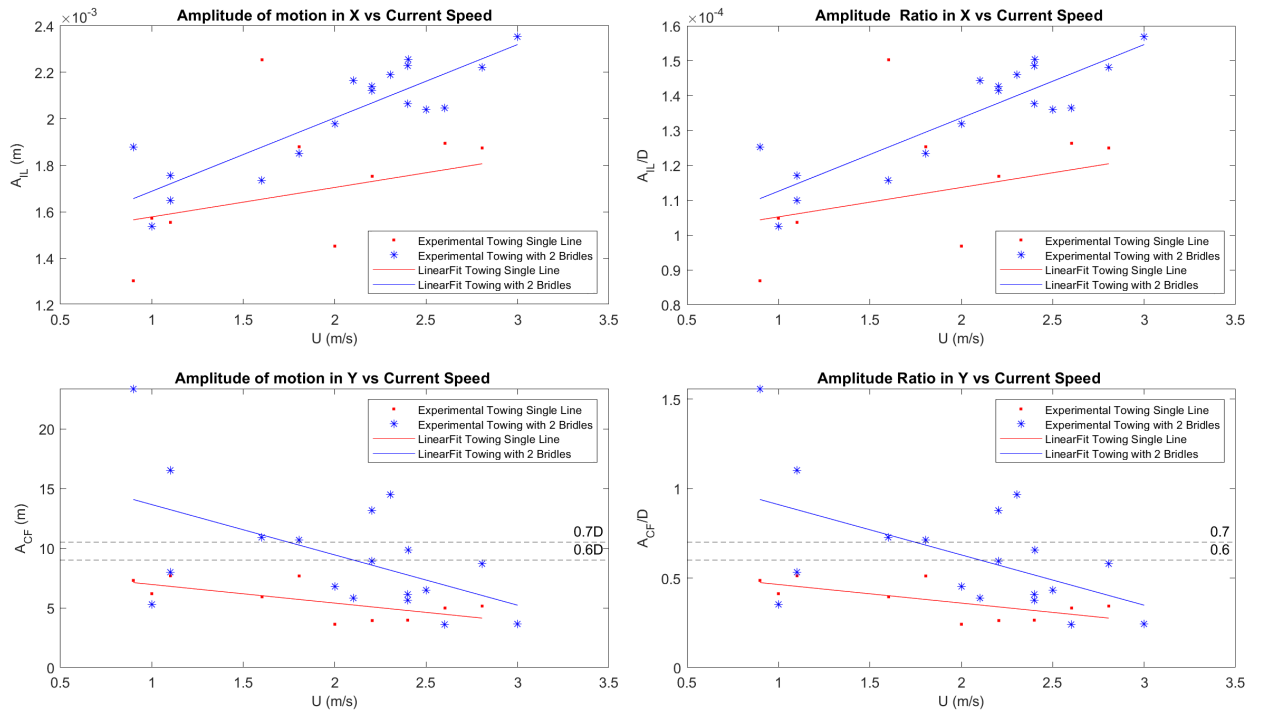 Amplitude of motion in X vs Current Speed
×10⁻³
2.4
2.2
2
1.8
1.6
1.4
1.2
A_IL (m)
0.5 1 1.5 2 2.5 3 3.5
U (m/s)
Experimental Towing Single Line
Experimental Towing with 2 Bridles
LinearFit Towing Single Line
LinearFit Towing with 2 Bridles
Amplitude  Ratio in X vs Current Speed
×10⁻⁴
1.6
1.5
1.4
1.3
1.2
1.1
1
0.9
0.8
A_IL/D
0.5 1 1.5 2 2.5 3 3.5
U (m/s)
Experimental Towing Single Line
Experimental Towing with 2 Bridles
LinearFit Towing Single Line
LinearFit Towing with 2 Bridles
Amplitude of motion in Y vs Current Speed
20
15
10
5
0
A_CF (m)
0.5 1 1.5 2 2.5 3 3.5
U (m/s)
Experimental Towing Single Line
Experimental Towing with 2 Bridles
LinearFit Towing Single Line
LinearFit Towing with 2 Bridles
0.7D
0.6D
Amplitude Ratio in Y vs Current Speed
1.5
1
0.5
0
A_CF/D
0.5 1 1.5 2 2.5 3 3.5
U (m/s)
Experimental Towing Single Line
Experimental Towing with 2 Bridles
LinearFit Towing Single Line
LinearFit Towing with 2 Bridles
0.7
0.6